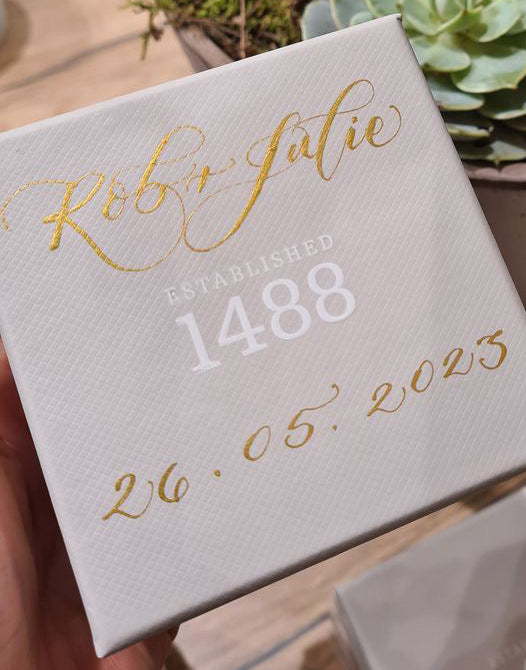 Rob + Julie
ESTABLISHED
1488
26.05.2023